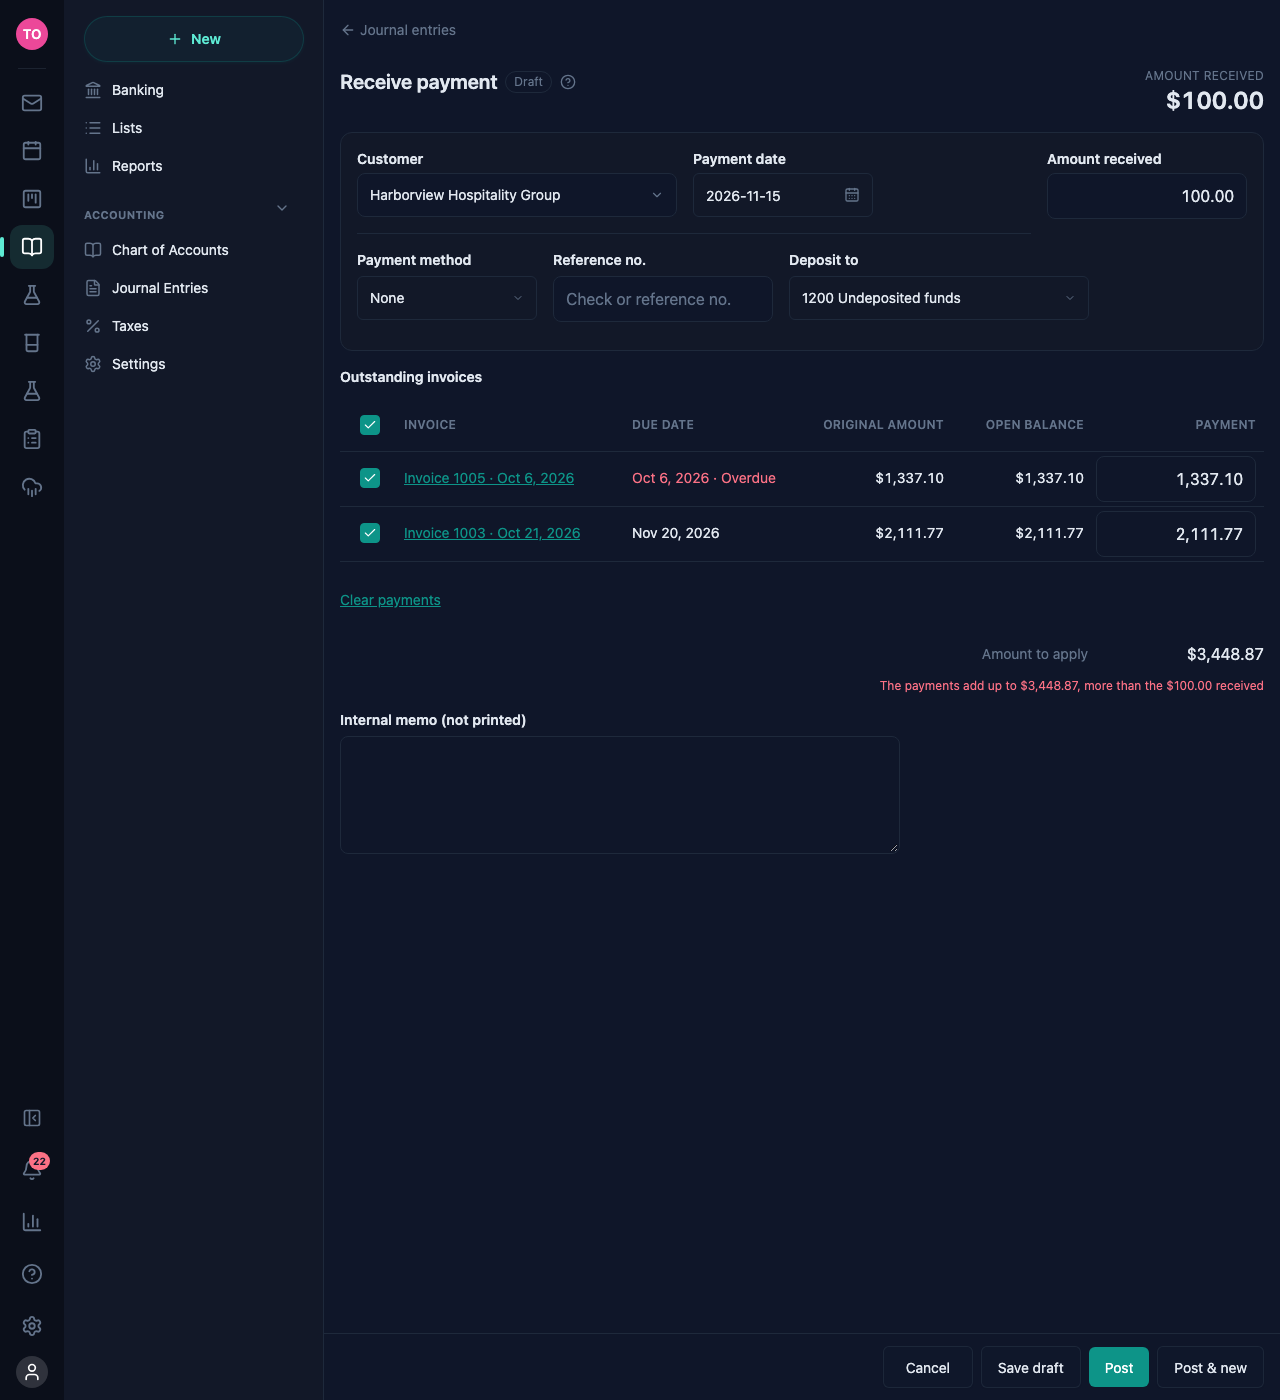 TO
New
Banking
Lists
Reports
ACCOUNTING
Chart of Accounts
Journal Entries
Taxes
Settings
22
Journal entries
Receive payment Draft
AMOUNT RECEIVED
$100.00
Customer Payment date Amount received
Harborview Hospitality Group 2026-11-15 100.00
Payment method Reference no. Deposit to
None Check or reference no. 1200 Undeposited funds
Outstanding invoices
INVOICE DUE DATE ORIGINAL AMOUNT OPEN BALANCE PAYMENT
Invoice 1005 · Oct 6, 2026 Oct 6, 2026 · Overdue $1,337.10 $1,337.10 1,337.10
Invoice 1003 · Oct 21, 2026 Nov 20, 2026 $2,111.77 $2,111.77 2,111.77
Clear payments
Amount to apply $3,448.87
The payments add up to $3,448.87, more than the $100.00 received
Internal memo (not printed)
Cancel Save draft Post Post & new